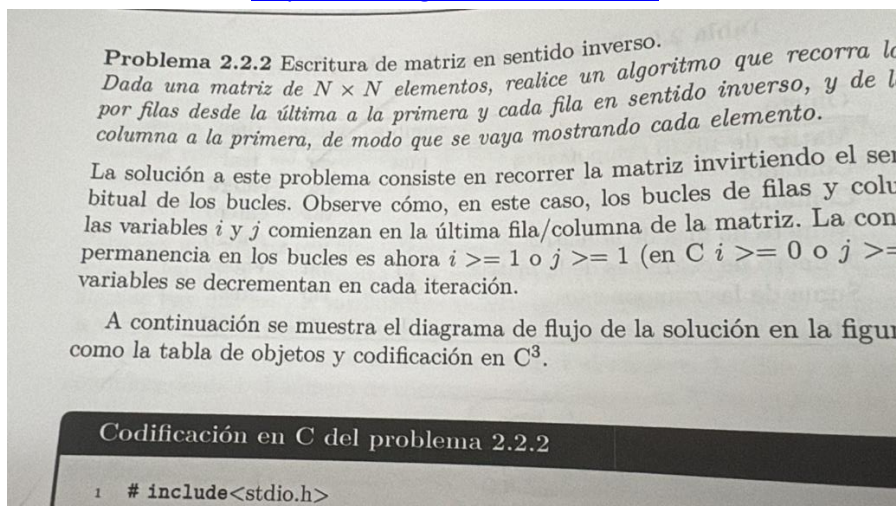 Problema 2.2.2 Escritura de matriz en sentido inverso.
Dada una matriz de N × N elementos, realice un algoritmo que recorra
por filas desde la última a la primera y cada fila en sentido inverso, y de
columna a la primera, de modo que se vaya mostrando cada elemento.
La solución a este problema consiste en recorrer la matriz invirtiendo el
bitual de los bucles. Observe cómo, en este caso, los bucles de filas y
las variables i y j comienzan en la última fila/columna de la matriz. La
permanencia en los bucles es ahora i >= 1 o j >= 1 (en C i >= 0 o j >=
variables se decrementan en cada iteración.
A continuación se muestra el diagrama de flujo de la solución en la
como la tabla de objetos y codificación en C³.
Codificación en C del problema 2.2.2
1 # include<stdio.h>